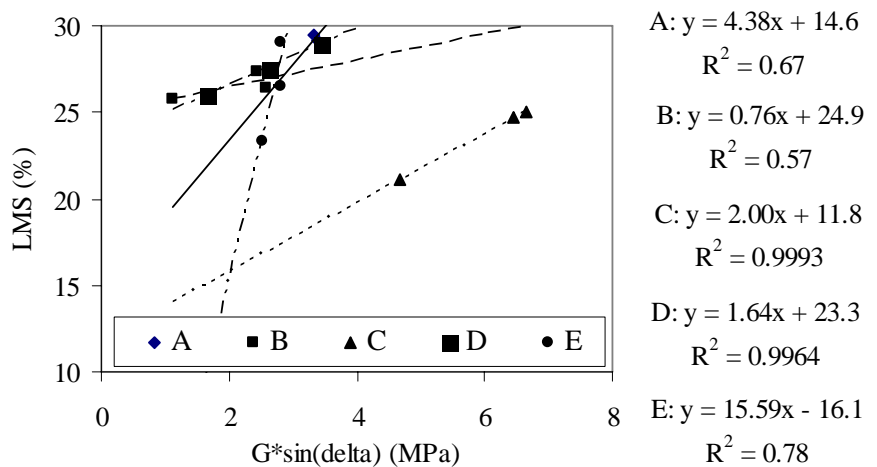 30
25
20
15
10
LMS (%)
A B C D E
0 2 4 6 8
G*sin(delta) (MPa)
A: y = 4.38x + 14.6
R² = 0.67
B: y = 0.76x + 24.9
R² = 0.57
C: y = 2.00x + 11.8
R² = 0.9993
D: y = 1.64x + 23.3
R² = 0.9964
E: y = 15.59x - 16.1
R² = 0.78